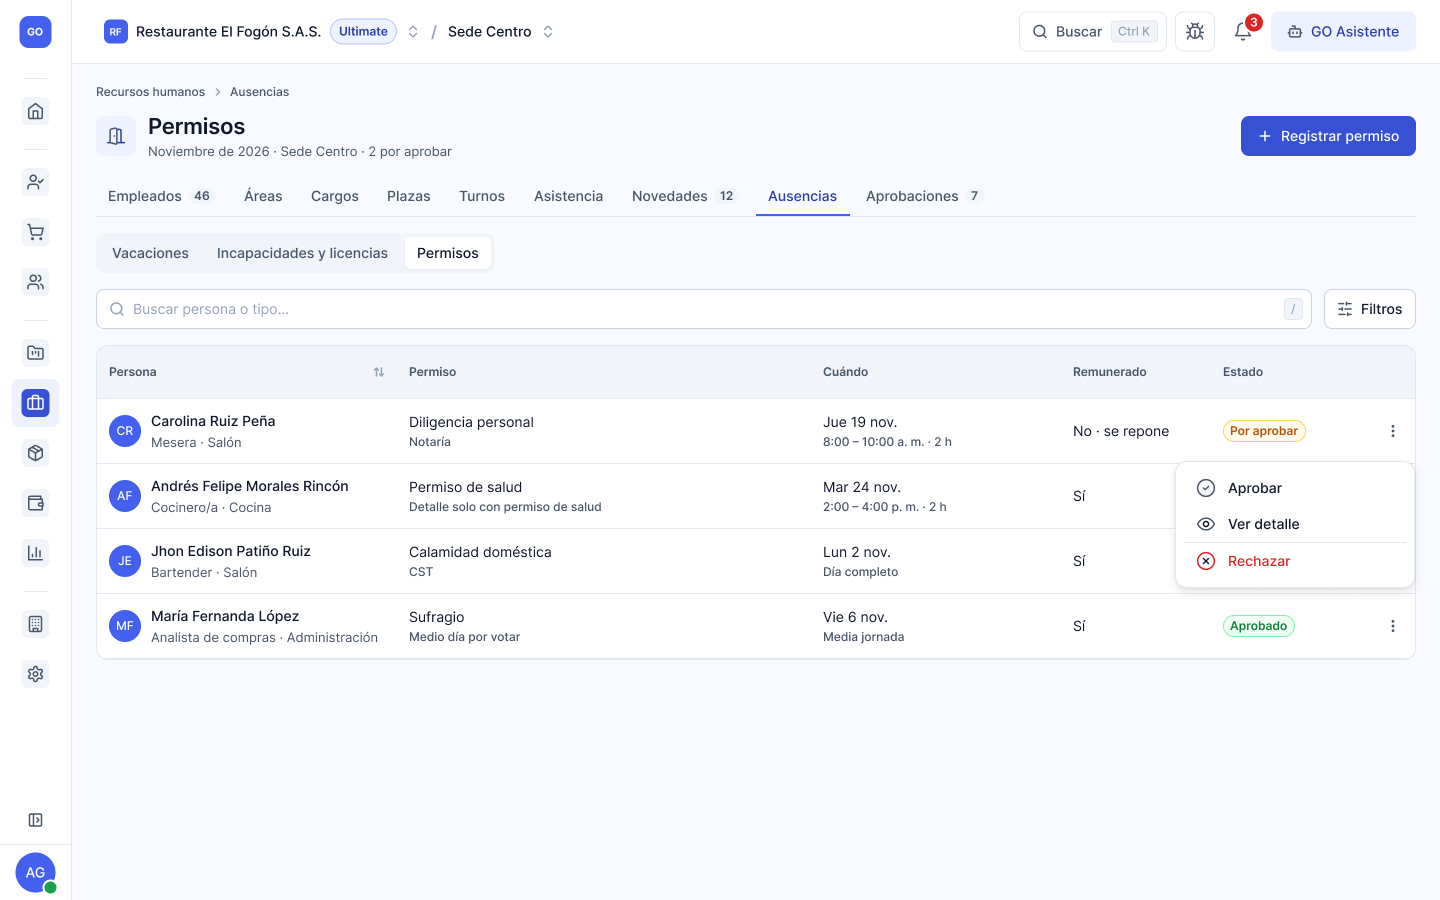 GO
RF Restaurante El Fogón S.A.S. Ultimate / Sede Centro
Buscar Ctrl K
3
GO Asistente
Recursos humanos > Ausencias
Permisos
Noviembre de 2026 · Sede Centro · 2 por aprobar
+ Registrar permiso
Empleados 46 Áreas Cargos Plazas Turnos Asistencia Novedades 12 Ausencias Aprobaciones 7
Vacaciones Incapacidades y licencias Permisos
Buscar persona o tipo... /
Filtros
Persona Permiso Cuándo Remunerado Estado
CR Carolina Ruiz Peña Diligencia personal Jue 19 nov. No · se repone Por aprobar
Mesera · Salón Notaría 8:00 – 10:00 a. m. · 2 h
AF Andrés Felipe Morales Rincón Permiso de salud Mar 24 nov. Sí
Cocinero/a · Cocina Detalle solo con permiso de salud 2:00 – 4:00 p. m. · 2 h
JE Jhon Edison Patiño Ruiz Calamidad doméstica Lun 2 nov. Sí
Bartender · Salón CST Día completo
MF María Fernanda López Sufragio Vie 6 nov. Sí Aprobado
Analista de compras · Administración Medio día por votar Media jornada
Aprobar
Ver detalle
Rechazar
AG